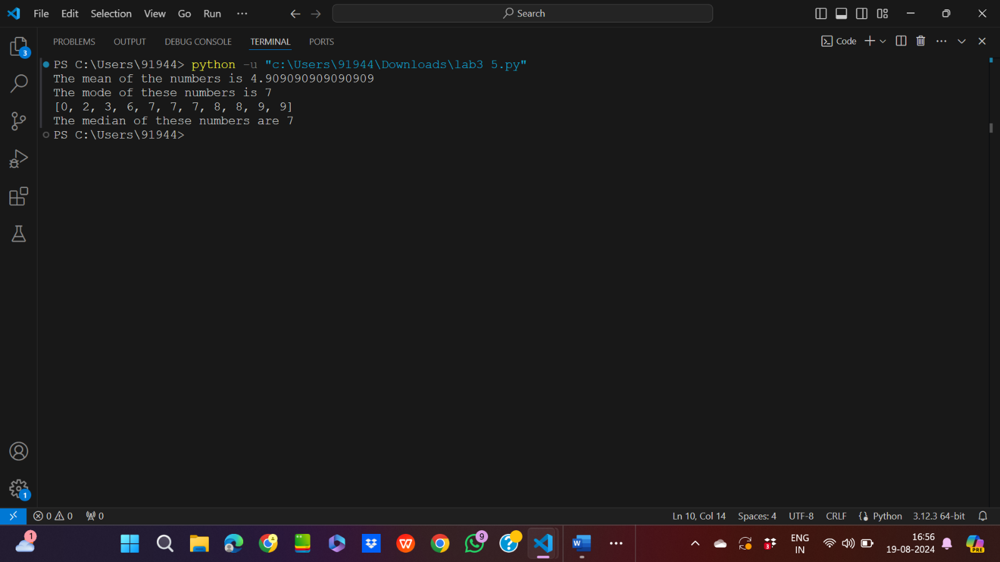 File Edit Selection View Go Run ··· Search
PROBLEMS OUTPUT DEBUG CONSOLE TERMINAL PORTS Code
3
PS C:\Users\91944> python -u "c:\Users\91944\Downloads\lab3 5.py"
The mean of the numbers is 4.909090909090909
The mode of these numbers is 7
[0, 2, 3, 6, 7, 7, 7, 8, 8, 9, 9]
The median of these numbers are 7
PS C:\Users\91944>
1
0 0 0 Ln 10, Col 14 Spaces: 4 UTF-8 CRLF Python 3.12.3 64-bit
1 W 9 ? W 3 ENG IN 16:56 19-08-2024 PRE